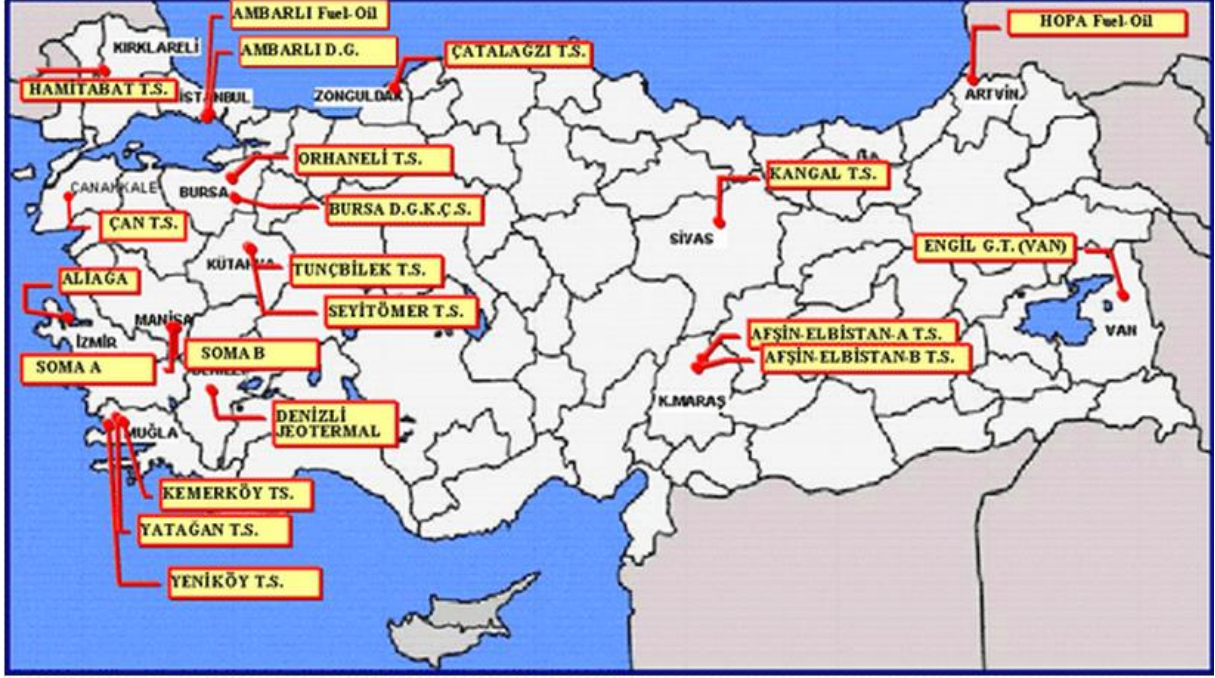 AMBARLI Fuel-Oil
HOPA Fuel-Oil
KIRKLARELİ
AMBARLI D.G.
ÇATALAĞZI T.S.
HAMİTABAT T.S.
İSTANBUL
ZONGULDAK
ARTVİN
ORHANELİ T.S.
KANGAL T.S.
ÇANAKKALE
BURSA
BURSA D.G.K.Ç.S.
ÇAN T.S.
SİVAS
ENGİL G.T. (VAN)
KÜTAHYA
TUNÇBİLEK T.S.
ALİAĞA
SEYİTÖMER T.S.
MANİSA
VAN
İZMİR
AFŞİN-ELBİSTAN-A T.S.
SOMA B
AFŞİN-ELBİSTAN-B T.S.
SOMA A
K.MARAŞ
DENİZLİ
JEOTERMAL
MUĞLA
KEMERKÖY TS.
YATAĞAN T.S.
YENİKÖY T.S.